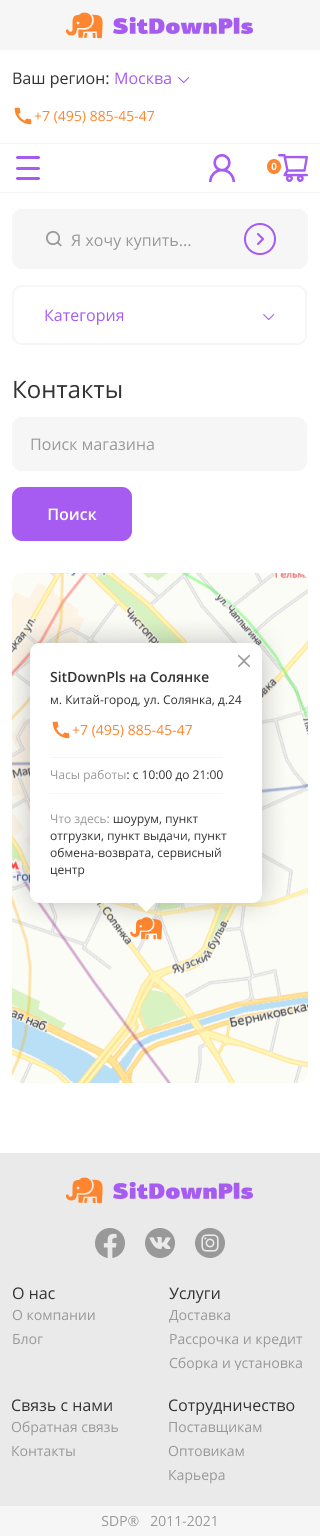 SitDownPls
Ваш регион: Москва
+7 (495) 885-45-47
0
Я хочу купить...
Категория
Контакты
Поиск магазина
Поиск
ул. Чаплыгина
SitDownPls на Солянке
м. Китай-город, ул. Солянка, д.24
+7 (495) 885-45-47
Часы работы: с 10:00 до 21:00
Что здесь: шоурум, пункт
отгрузки, пункт выдачи, пункт
обмена-возврата, сервисный
центр
Солянка
Яузский бульв.
Берниковская
ая наб.
SitDownPls
О нас
Услуги
О компании
Доставка
Блог
Рассрочка и кредит
Сборка и установка
Связь с нами
Сотрудничество
Обратная связь
Поставщикам
Контакты
Оптовикам
Карьера
SDP® 2011-2021